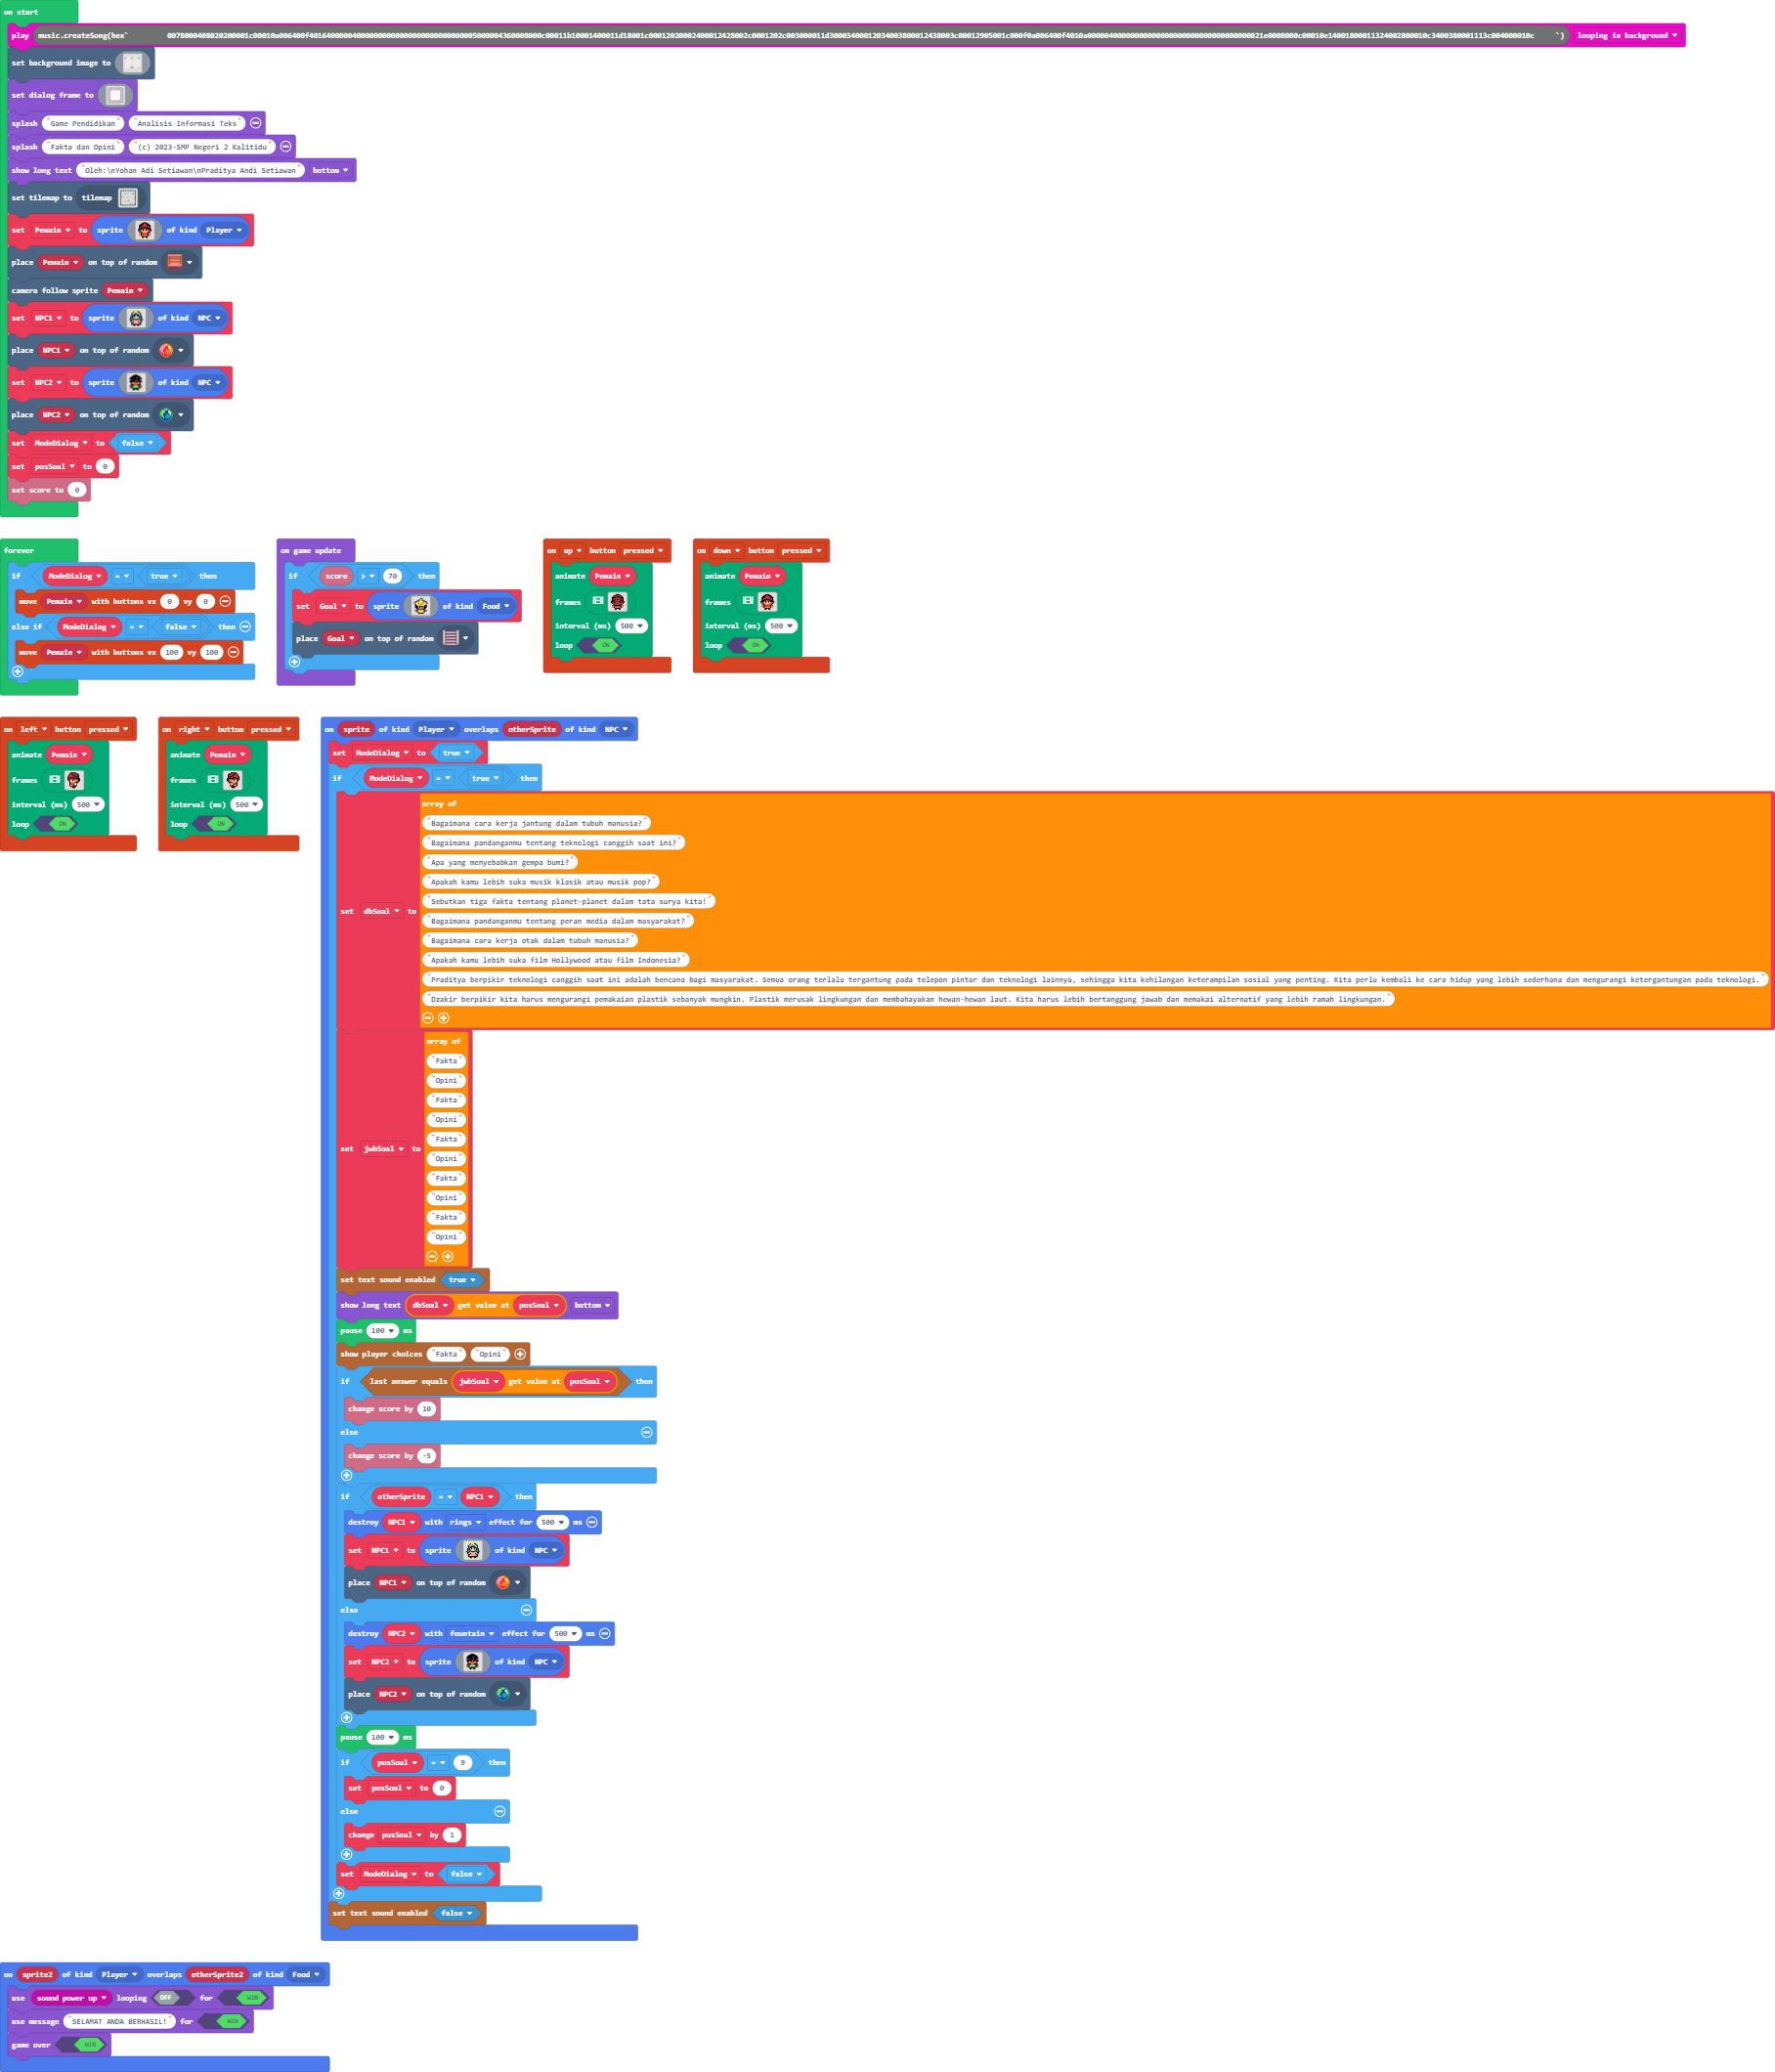 on start
play music.createSong(hex` `) looping in background
set background image to
set dialog frame to
splash "Game Pendidikan" "Analisis Informasi Teks"
splash "Fakta dan Opini" "(c) 2023-SMP Negeri 2 Kalitidu"
show long text "Oleh:\nYohan Adi Setiawan\nPraditya Andi Setiawan" bottom
set tilemap to tilemap
set Pemain to sprite of kind Player
place Pemain on top of random
camera follow sprite Pemain
set NPC1 to sprite of kind NPC
place NPC1 on top of random
set NPC2 to sprite of kind NPC
place NPC2 on top of random
set ModeDialog to false
set posSoal to 0
set score to 0
forever
if ModeDialog = true then
move Pemain with buttons vx 0 vy 0
else if ModeDialog = false then
move Pemain with buttons vx 100 vy 100
on game update
if score > 70 then
set Goal to sprite of kind Food
place Goal on top of random
on up button pressed
animate Pemain
frames
interval (ms) 500
loop ON
on down button pressed
animate Pemain
frames
interval (ms) 500
loop ON
on left button pressed
animate Pemain
frames
interval (ms) 500
loop ON
on right button pressed
animate Pemain
frames
interval (ms) 500
loop ON
on sprite of kind Player overlaps otherSprite of kind NPC
set ModeDialog to true
if ModeDialog = true then
set dbSoal to array of
"Bagaimana cara kerja jantung dalam tubuh manusia?"
"Bagaimana pandanganmu tentang teknologi canggih saat ini?"
"Apa yang menyebabkan gempa bumi?"
"Apakah kamu lebih suka musik klasik atau musik pop?"
"Sebutkan tiga fakta tentang planet-planet dalam tata surya kita!"
"Bagaimana pandanganmu tentang peran media dalam masyarakat?"
"Bagaimana cara kerja otak dalam tubuh manusia?"
"Apakah kamu lebih suka film Hollywood atau film Indonesia?"
"Praditya berpikir teknologi canggih saat ini adalah bencana bagi masyarakat. Semua orang terlalu tergantung pada telepon pintar dan teknologi lainnya, sehingga kita kehilangan keterampilan sosial yang penting. Kita perlu kembali ke cara hidup yang lebih sederhana dan mengurangi ketergantungan pada teknologi."
"Dzakir berpikir kita harus mengurangi pemakaian plastik sebanyak mungkin. Plastik merusak lingkungan dan membahayakan hewan-hewan laut. Kita harus lebih bertanggung jawab dan memakai alternatif yang lebih ramah lingkungan."
set jwbSoal to array of
"Fakta"
"Opini"
"Fakta"
"Opini"
"Fakta"
"Opini"
"Fakta"
"Opini"
"Fakta"
"Opini"
set text sound enabled true
show long text dbSoal get value at posSoal bottom
pause 100 ms
show player choices "Fakta" "Opini"
if last answer equals jwbSoal get value at posSoal then
change score by 10
else
change score by -5
if otherSprite = NPC1 then
destroy NPC1 with rings effect for 500 ms
set NPC1 to sprite of kind NPC
place NPC1 on top of random
else
destroy NPC2 with fountain effect for 500 ms
set NPC2 to sprite of kind NPC
place NPC2 on top of random
pause 100 ms
if posSoal = 9 then
set posSoal to 0
else
change posSoal by 1
set ModeDialog to false
set text sound enabled false
on sprite2 of kind Player overlaps otherSprite2 of kind Food
use sound power up looping OFF for WIN
use message "SELAMAT ANDA BERHASIL!" for WIN
game over WIN